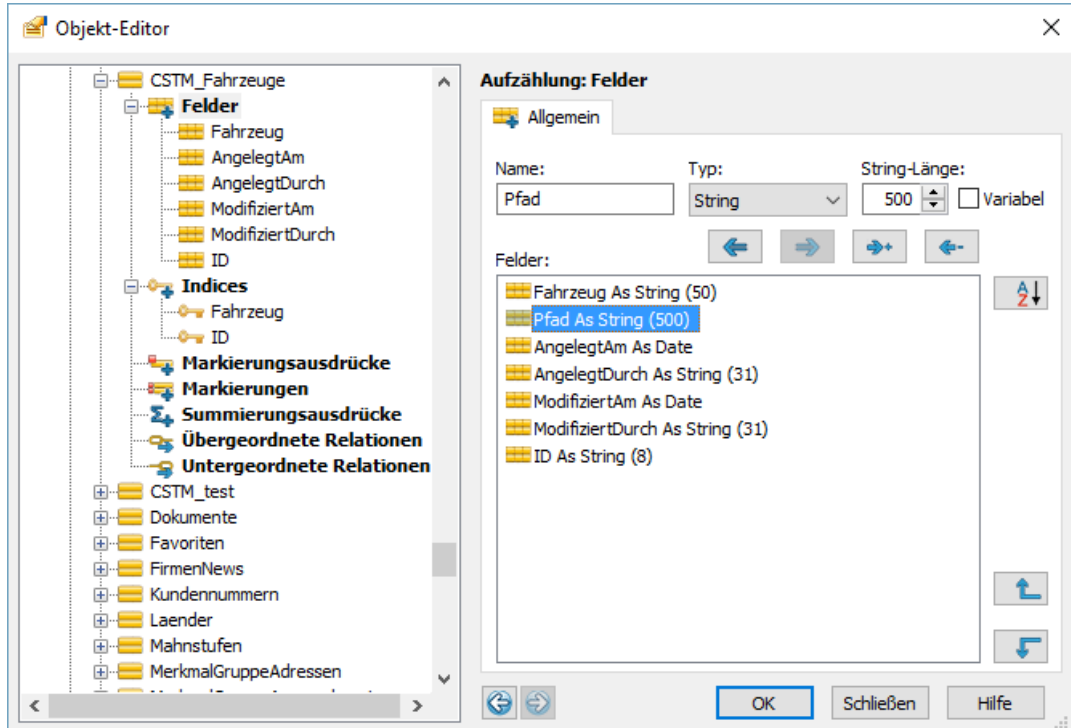 Objekt-Editor
CSTM_Fahrzeuge
Felder
Fahrzeug
AngelegtAm
AngelegtDurch
ModifiziertAm
ModifiziertDurch
ID
Indices
Fahrzeug
ID
Markierungsausdrücke
Markierungen
Summierungsausdrücke
Übergeordnete Relationen
Untergeordnete Relationen
CSTM_test
Dokumente
Favoriten
FirmenNews
Kundennummern
Laender
Mahnstufen
MerkmalGruppeAdressen
Aufzählung: Felder
Allgemein
Name: Typ: String-Länge:
Pfad String 500 Variabel
Felder:
Fahrzeug As String (50)
Pfad As String (500)
AngelegtAm As Date
AngelegtDurch As String (31)
ModifiziertAm As Date
ModifiziertDurch As String (31)
ID As String (8)
A
Z
OK Schließen Hilfe